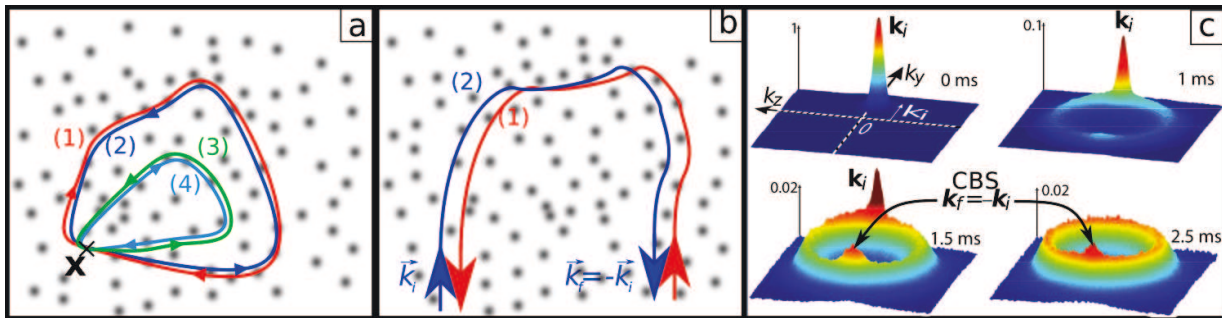 a
(1)
(2)
(3)
(4)
X
b
(2)
(1)
k⃗i
k⃗f=-k⃗i
c
1
ki
ky
0 ms
kz
ki
0
0.1
ki
1 ms
0.02
ki
CBS
kf=-ki
1.5 ms
0.02
2.5 ms